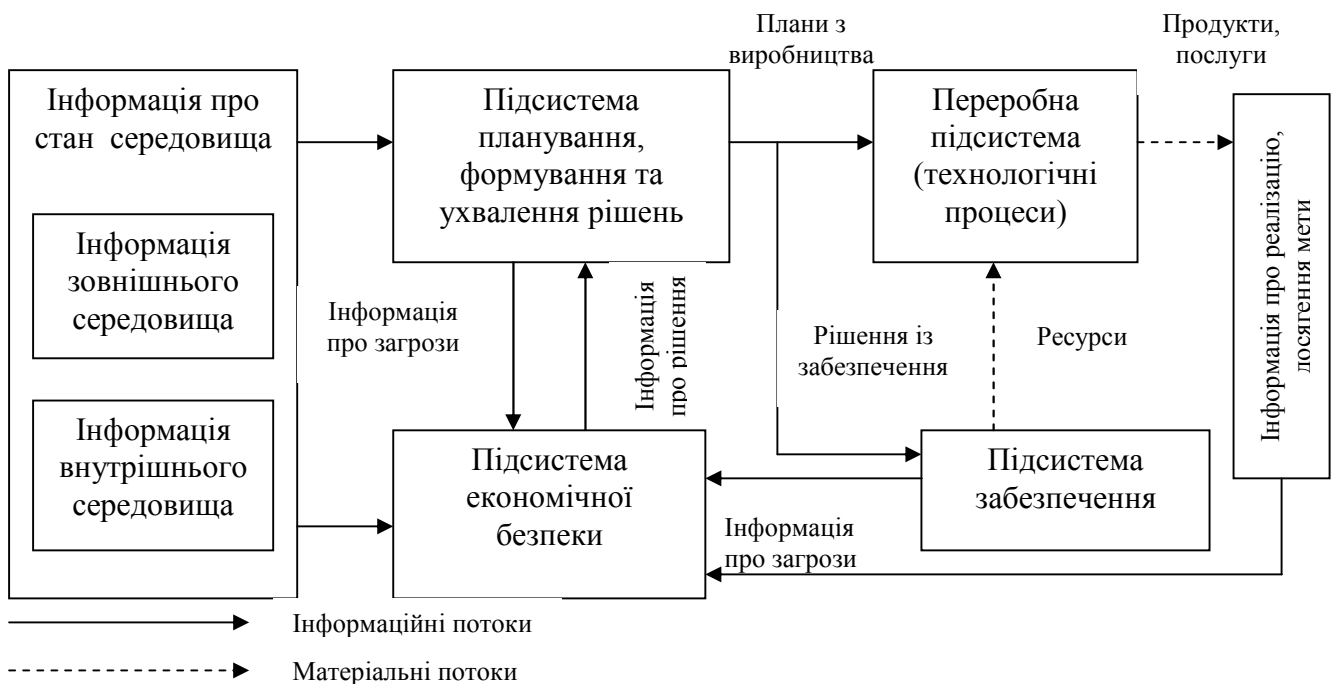 Плани з
виробництва
Продукти,
послуги
Інформація про
стан середовища
Підсистема
планування,
формування та
ухвалення рішень
Переробна
підсистема
(технологічні
процеси)
Інформація про реалізацію,
досягення мети
Інформація
зовнішнього
середовища
Інформація
про загрози
Інформація
про рішення
Рішення із
забезпечення
Ресурси
Інформація
внутрішнього
середовища
Підсистема
економічної
безпеки
Підсистема
забезпечення
Інформація
про загрози
Інформаційні потоки
Матеріальні потоки